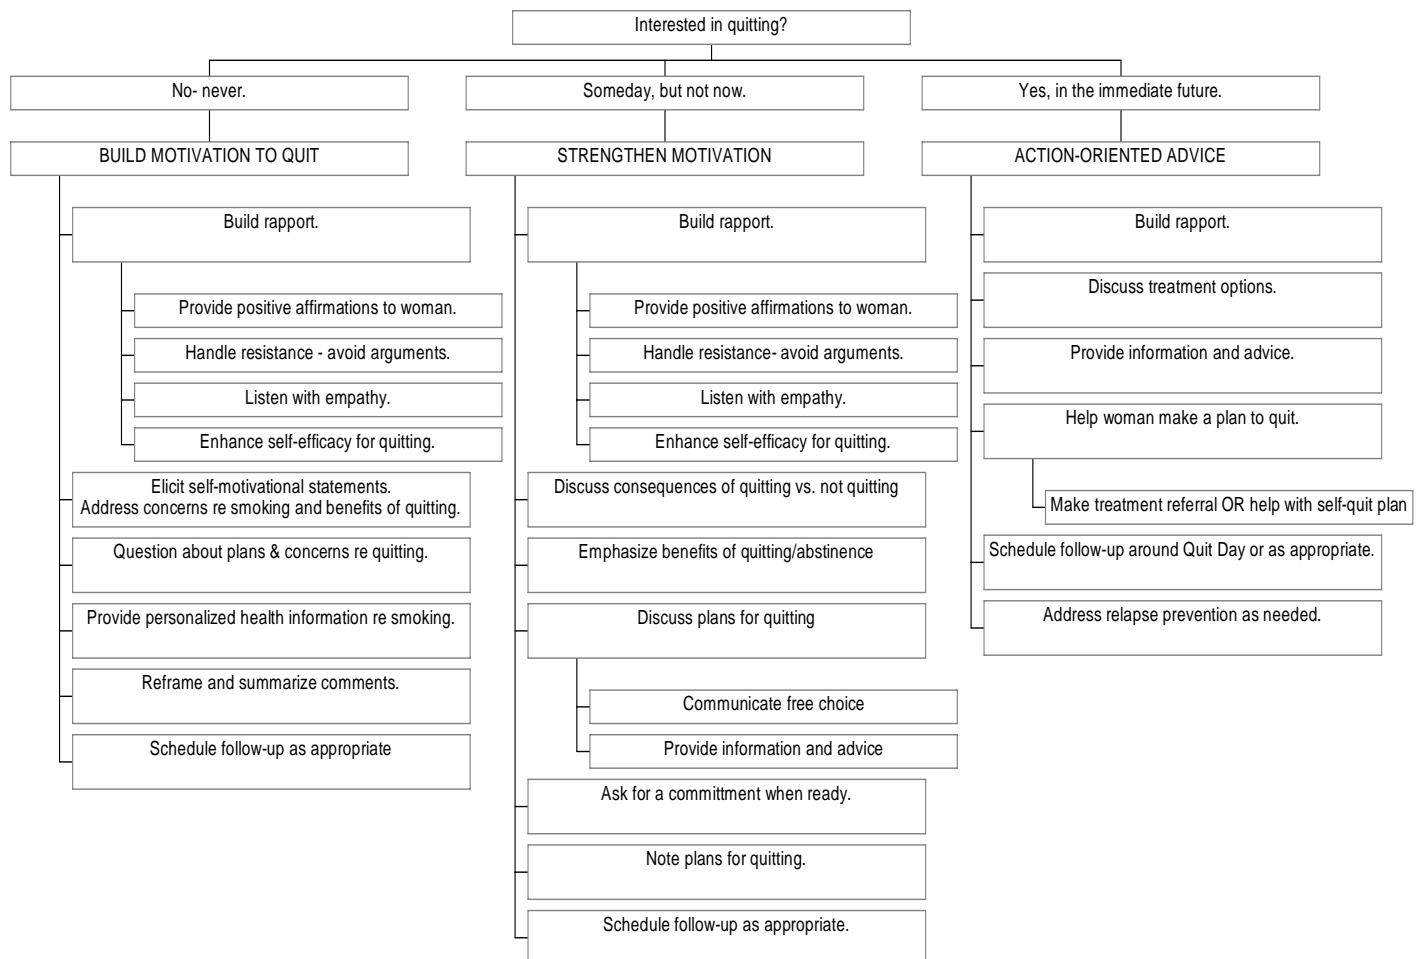 Interested in quitting?
No- never.
BUILD MOTIVATION TO QUIT
Build rapport.
Provide positive affirmations to woman.
Handle resistance - avoid arguments.
Listen with empathy.
Enhance self-efficacy for quitting.
Elicit self-motivational statements.
Address concerns re smoking and benefits of quitting.
Question about plans & concerns re quitting.
Provide personalized health information re smoking.
Reframe and summarize comments.
Schedule follow-up as appropriate
Someday, but not now.
STRENGTHEN MOTIVATION
Build rapport.
Provide positive affirmations to woman.
Handle resistance- avoid arguments.
Listen with empathy.
Enhance self-efficacy for quitting.
Discuss consequences of quitting vs. not quitting
Emphasize benefits of quitting/abstinence
Discuss plans for quitting
Communicate free choice
Provide information and advice
Ask for a committment when ready.
Note plans for quitting.
Schedule follow-up as appropriate.
Yes, in the immediate future.
ACTION-ORIENTED ADVICE
Build rapport.
Discuss treatment options.
Provide information and advice.
Help woman make a plan to quit.
Make treatment referral OR help with self-quit plan
Schedule follow-up around Quit Day or as appropriate.
Address relapse prevention as needed.